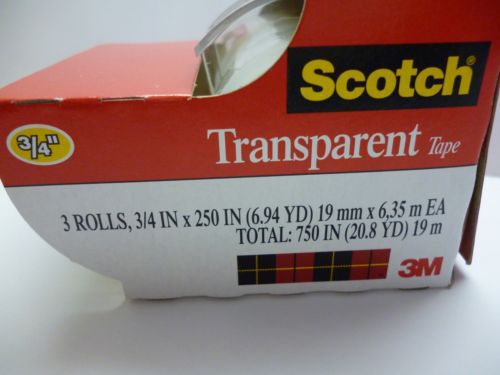 Scotch®
Transparent Tape
3/4"
3 ROLLS, 3/4 IN x 250 IN (6.94 YD) 19 mm x 6,35 m EA
TOTAL: 750 IN (20.8 YD) 19 m
3M